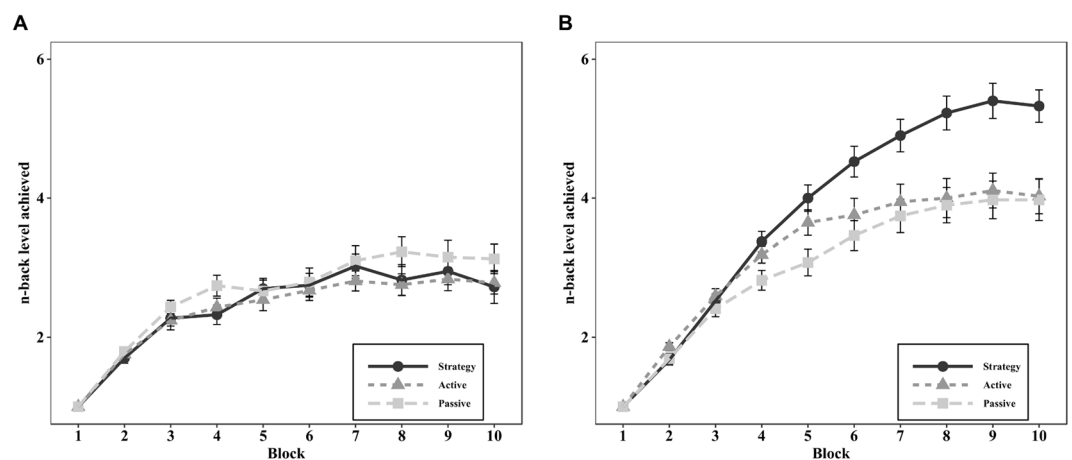 A
6
4
2
n-back level achieved
Strategy
Active
Passive
1 2 3 4 5 6 7 8 9 10
Block
B
6
4
2
n-back level achieved
Strategy
Active
Passive
1 2 3 4 5 6 7 8 9 10
Block